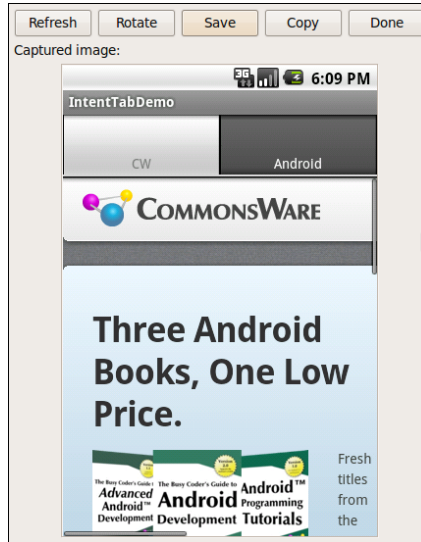 Refresh Rotate Save Copy Done
Captured image:
3G 6:09 PM
IntentTabDemo
CW Android
COMMONSWARE
Three Android
Books, One Low
Price.
Fresh
titles
from
the
The Busy Coder's Guide to
Advanced
Android™
Development
The Busy Coder's Guide to
Android
Development
Android™
Programming
Tutorials